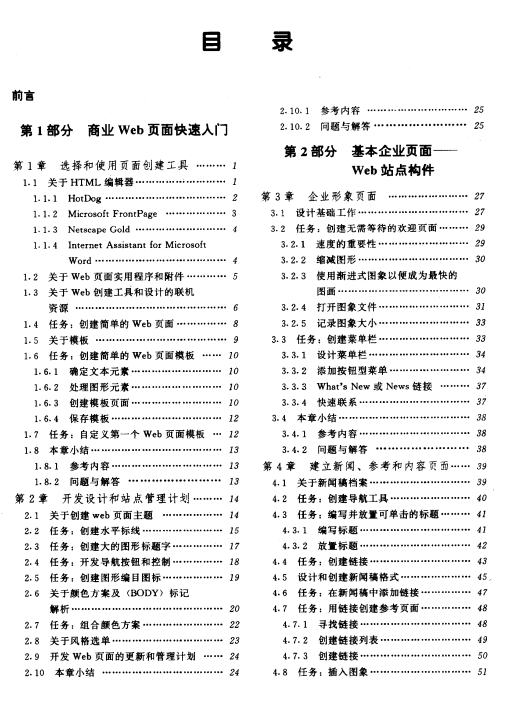 目 录
前言
第1部分 商业 Web 页面快速入门
第1章 选择和使用页面创建工具 ……… 1
1.1 关于 HTML 编辑器 ……………………… 1
1.1.1 HotDog ……………………………… 2
1.1.2 Microsoft FrontPage ……………… 3
1.1.3 Netscape Gold ……………………… 4
1.1.4 Internet Assistant for Microsoft
Word ………………………………… 4
1.2 关于 Web 页面实用程序和附件 ………… 5
1.3 关于 Web 创建工具和设计的联机
资源 …………………………………… 6
1.4 任务：创建简单的 Web 页面 …………… 8
1.5 关于模板 ………………………………… 9
1.6 任务：创建简单的 Web 页面模板 …… 10
1.6.1 确定文本元素 ……………………… 10
1.6.2 处理图形元素 ……………………… 10
1.6.3 创建模板页面 ……………………… 10
1.6.4 保存模板 …………………………… 12
1.7 任务：自定义第一个 Web 页面模板 … 12
1.8 本章小结 ………………………………… 13
1.8.1 参考内容 …………………………… 13
1.8.2 问题与解答 ………………………… 13
第2章 开发设计和站点管理计划 ……… 14
2.1 关于创建 web 页面主题 ……………… 14
2.2 任务：创建水平标线 …………………… 15
2.3 任务：创建大的图形标题字 …………… 17
2.4 任务：开发导航按钮和控制 …………… 18
2.5 任务：创建图形编目图标 ……………… 19
2.6 关于颜色方案及〈BODY〉标记
解析 …………………………………… 20
2.7 任务：组合颜色方案 …………………… 22
2.8 关于风格选单 …………………………… 23
2.9 开发 Web 页面的更新和管理计划 …… 24
2.10 本章小结 ……………………………… 24
2.10.1 参考内容 ………………………… 25
2.10.2 问题与解答 ……………………… 25
第2部分 基本企业页面——
Web 站点构件
第3章 企业形象页面 …………………… 27
3.1 设计基础工作 …………………………… 27
3.2 任务：创建无需等待的欢迎页面 ……… 29
3.2.1 速度的重要性 ……………………… 29
3.2.2 缩减图形 …………………………… 30
3.2.3 使用渐进式图象以便成为最快的
图画 ………………………………… 30
3.2.4 打开图象文件 ……………………… 31
3.2.5 记录图象大小 ……………………… 33
3.3 任务：创建菜单栏 ……………………… 33
3.3.1 设计菜单栏 ………………………… 34
3.3.2 添加按钮型菜单 …………………… 34
3.3.3 What's New 或 News 链接 ……… 37
3.3.4 快速联系 …………………………… 37
3.4 本章小结 ………………………………… 38
3.4.1 参考内容 …………………………… 38
3.4.2 问题与解答 ………………………… 38
第4章 建立新闻、参考和内容页面 …… 39
4.1 关于新闻稿档案 ………………………… 39
4.2 任务：创建导航工具 …………………… 40
4.3 任务：编写并放置可单击的标题 ……… 41
4.3.1 编写标题 …………………………… 41
4.3.2 放置标题 …………………………… 42
4.4 任务：创建链接 ………………………… 43
4.5 设计和创建新闻稿格式 ………………… 45
4.6 任务：在新闻稿中添加链接 …………… 47
4.7 任务：用链接创建参考页面 …………… 48
4.7.1 寻找链接 …………………………… 48
4.7.2 创建链接列表 ……………………… 49
4.7.3 创建链接 …………………………… 50
4.8 任务：插入图象 ………………………… 51